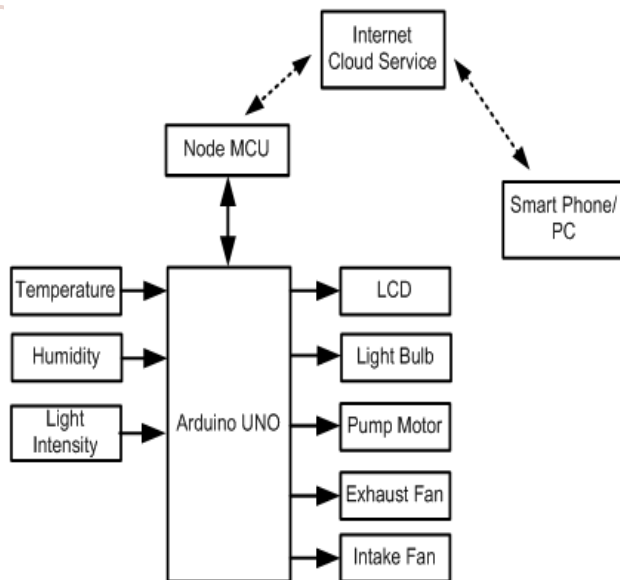 Internet
Cloud Service
Node MCU
Smart Phone/
PC
Temperature
LCD
Humidity
Light Bulb
Light
Intensity
Arduino UNO
Pump Motor
Exhaust Fan
Intake Fan